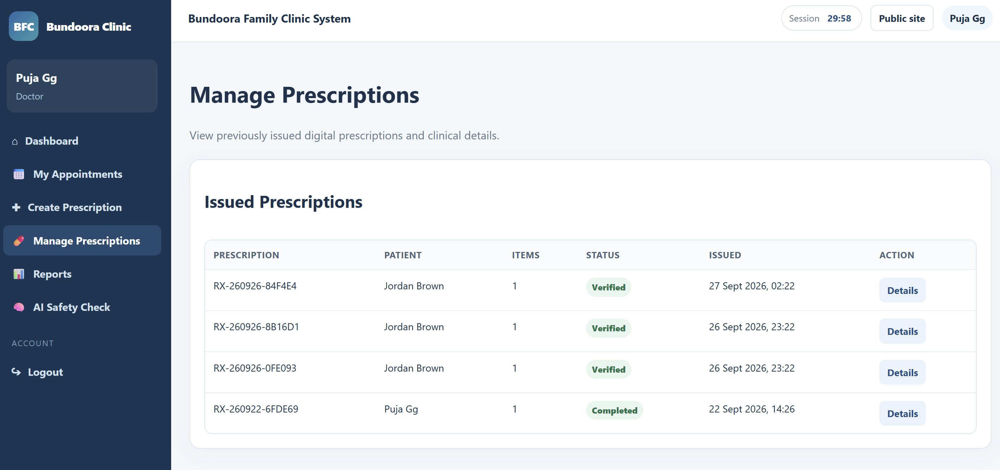 BFC Bundoora Clinic
Puja Gg
Doctor
Dashboard
My Appointments
Create Prescription
Manage Prescriptions
Reports
AI Safety Check
ACCOUNT
Logout
Bundoora Family Clinic System
Session 29:58 Public site Puja Gg
Manage Prescriptions
View previously issued digital prescriptions and clinical details.
Issued Prescriptions
PRESCRIPTION PATIENT ITEMS STATUS ISSUED ACTION
RX-260926-84F4E4 Jordan Brown 1 Verified 27 Sept 2026, 02:22 Details
RX-260926-8B16D1 Jordan Brown 1 Verified 26 Sept 2026, 23:22 Details
RX-260926-0FE093 Jordan Brown 1 Verified 26 Sept 2026, 23:22 Details
RX-260922-6FDE69 Puja Gg 1 Completed 22 Sept 2026, 14:26 Details